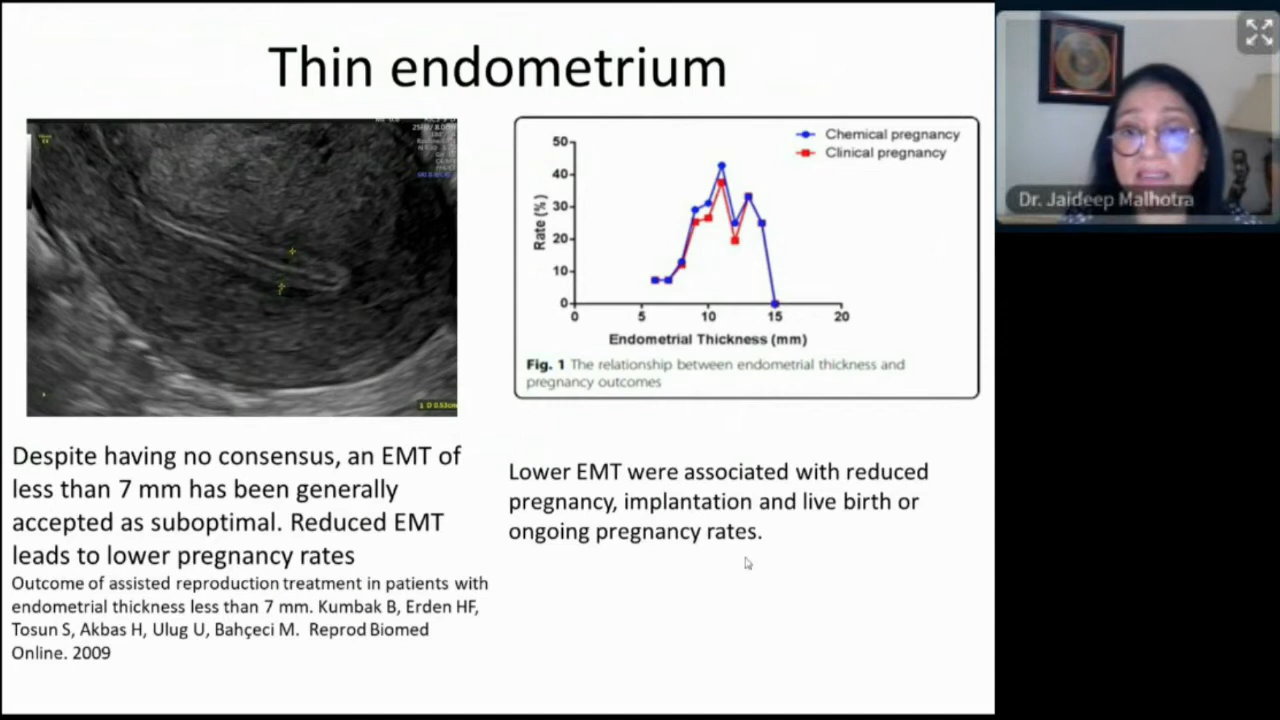 Thin endometrium
1 D 0.53cm
Despite having no consensus, an EMT of
less than 7 mm has been generally
accepted as suboptimal. Reduced EMT
leads to lower pregnancy rates
Outcome of assisted reproduction treatment in patients with
endometrial thickness less than 7 mm. Kumbak B, Erden HF,
Tosun S, Akbas H, Ulug U, Bahçeci M. Reprod Biomed
Online. 2009
Chemical pregnancy
Clinical pregnancy
50
40
30
20
10
0
Rate (%)
0 5 10 15 20
Endometrial Thickness (mm)
Fig. 1 The relationship between endometrial thickness and
pregnancy outcomes
Lower EMT were associated with reduced
pregnancy, implantation and live birth or
ongoing pregnancy rates.
Dr. Jaideep Malhotra